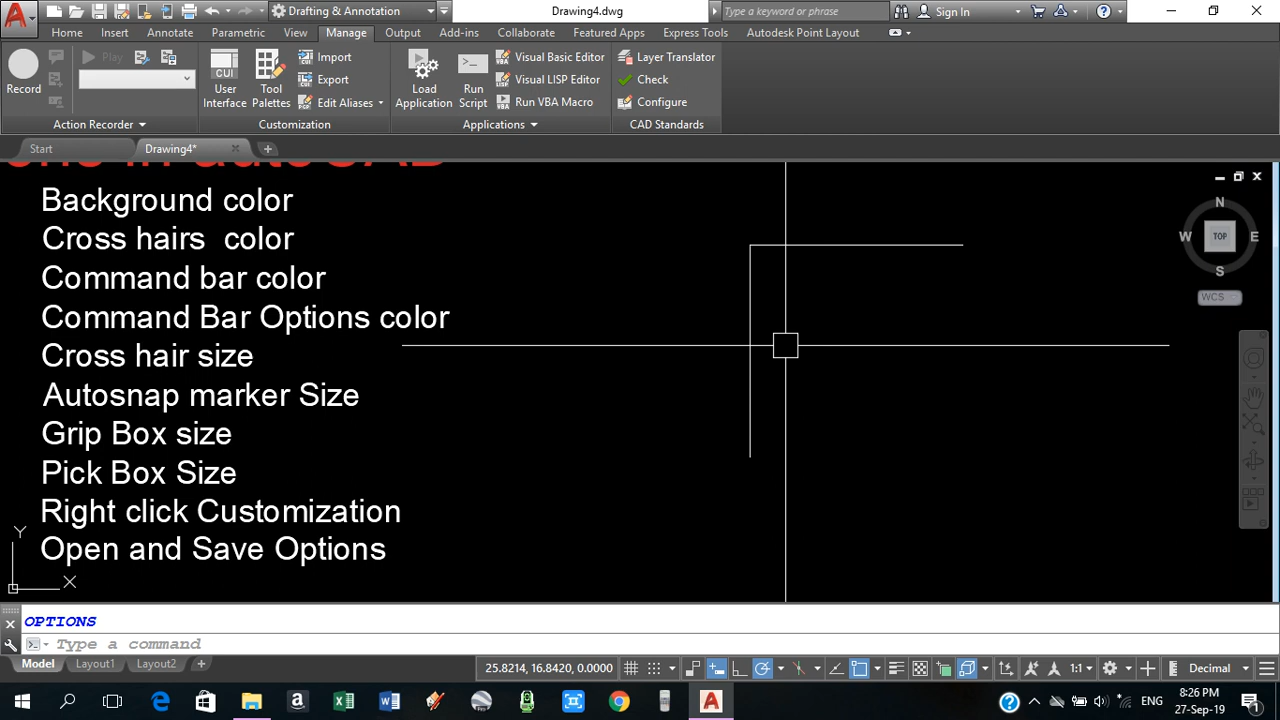 Drafting & Annotation
Drawing4.dwg
Type a keyword or phrase
Sign In
Home Insert Annotate Parametric View Manage Output Add-ins Collaborate Featured Apps Express Tools Autodesk Point Layout
Record
Play
Action Recorder
CUI
User Interface
Tool Palettes
Import
Export
Edit Aliases
Customization
Load Application
Run Script
Visual Basic Editor
Visual LISP Editor
Run VBA Macro
Applications
Layer Translator
Check
Configure
CAD Standards
Start
Drawing4*
in autoCAD
Background color
Cross hairs color
Command bar color
Command Bar Options color
Cross hair size
Autosnap marker Size
Grip Box size
Pick Box Size
Right click Customization
Open and Save Options
Y
X
N
W TOP E
S
WCS
OPTIONS
Type a command
Model Layout1 Layout2
25.8214, 16.8420, 0.0000
1:1
Decimal
ENG
8:26 PM
27-Sep-19